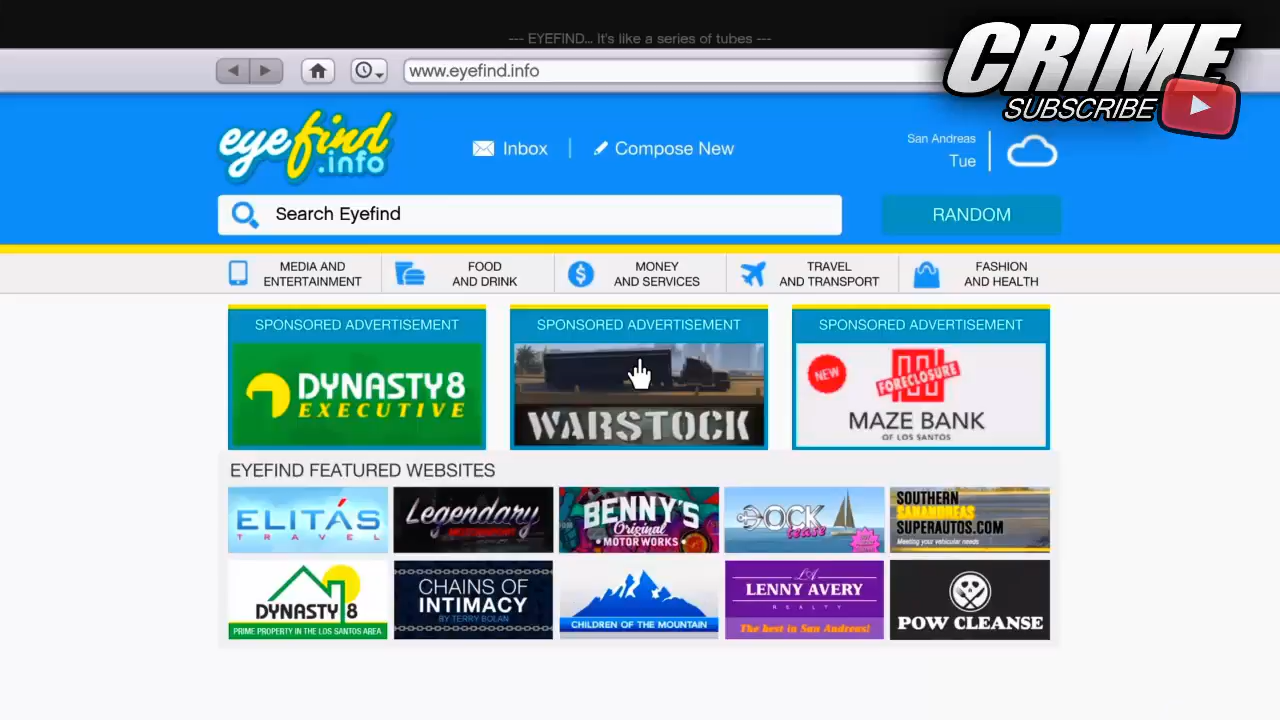 --- EYEFIND... It's like a series of tubes ---
CRIME
SUBSCRIBE
www.eyefind.info
eyefind
.info
Inbox
Compose New
San Andreas
Tue
Search Eyefind
RANDOM
MEDIA AND
ENTERTAINMENT
FOOD
AND DRINK
MONEY
AND SERVICES
TRAVEL
AND TRANSPORT
FASHION
AND HEALTH
SPONSORED ADVERTISEMENT
SPONSORED ADVERTISEMENT
SPONSORED ADVERTISEMENT
DYNASTY8
EXECUTIVE
WARSTOCK
NEW
FORECLOSURE
MAZE BANK
OF LOS SANTOS
EYEFIND FEATURED WEBSITES
ELITÁS
TRAVEL
Legendary
BENNY'S
Original
MOTORWORKS
DOCK
tease
SOUTHERN
SANANDREAS
SUPERAUTOS.COM
Meeting your vehicular needs
DYNASTY 8
PRIME PROPERTY IN THE LOS SANTOS AREA
CHAINS OF
INTIMACY
BY TERRY BOLAN
CHILDREN OF THE MOUNTAIN
LA
LENNY AVERY
REALTY
The best in San Andreas!
POW CLEANSE